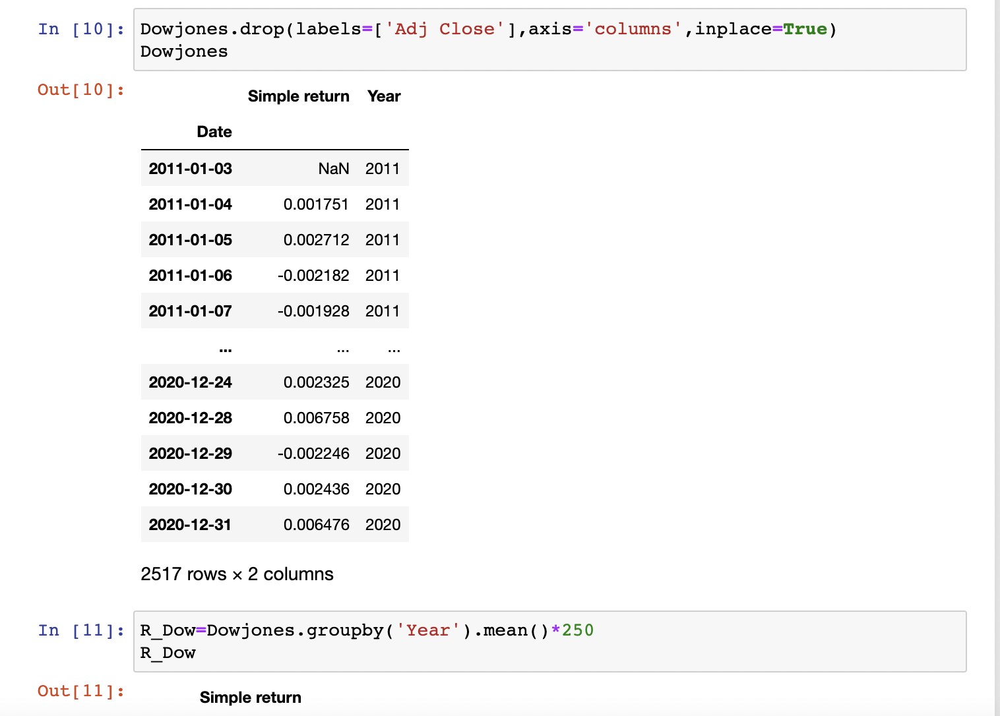 In [10]: Dowjones.drop(labels=['Adj Close'],axis='columns',inplace=True)
Dowjones
Out[10]:
Simple return Year
Date
2011-01-03 NaN 2011
2011-01-04 0.001751 2011
2011-01-05 0.002712 2011
2011-01-06 -0.002182 2011
2011-01-07 -0.001928 2011
... ... ...
2020-12-24 0.002325 2020
2020-12-28 0.006758 2020
2020-12-29 -0.002246 2020
2020-12-30 0.002436 2020
2020-12-31 0.006476 2020
2517 rows × 2 columns
In [11]: R_Dow=Dowjones.groupby('Year').mean()*250
R_Dow
Out[11]:
Simple return